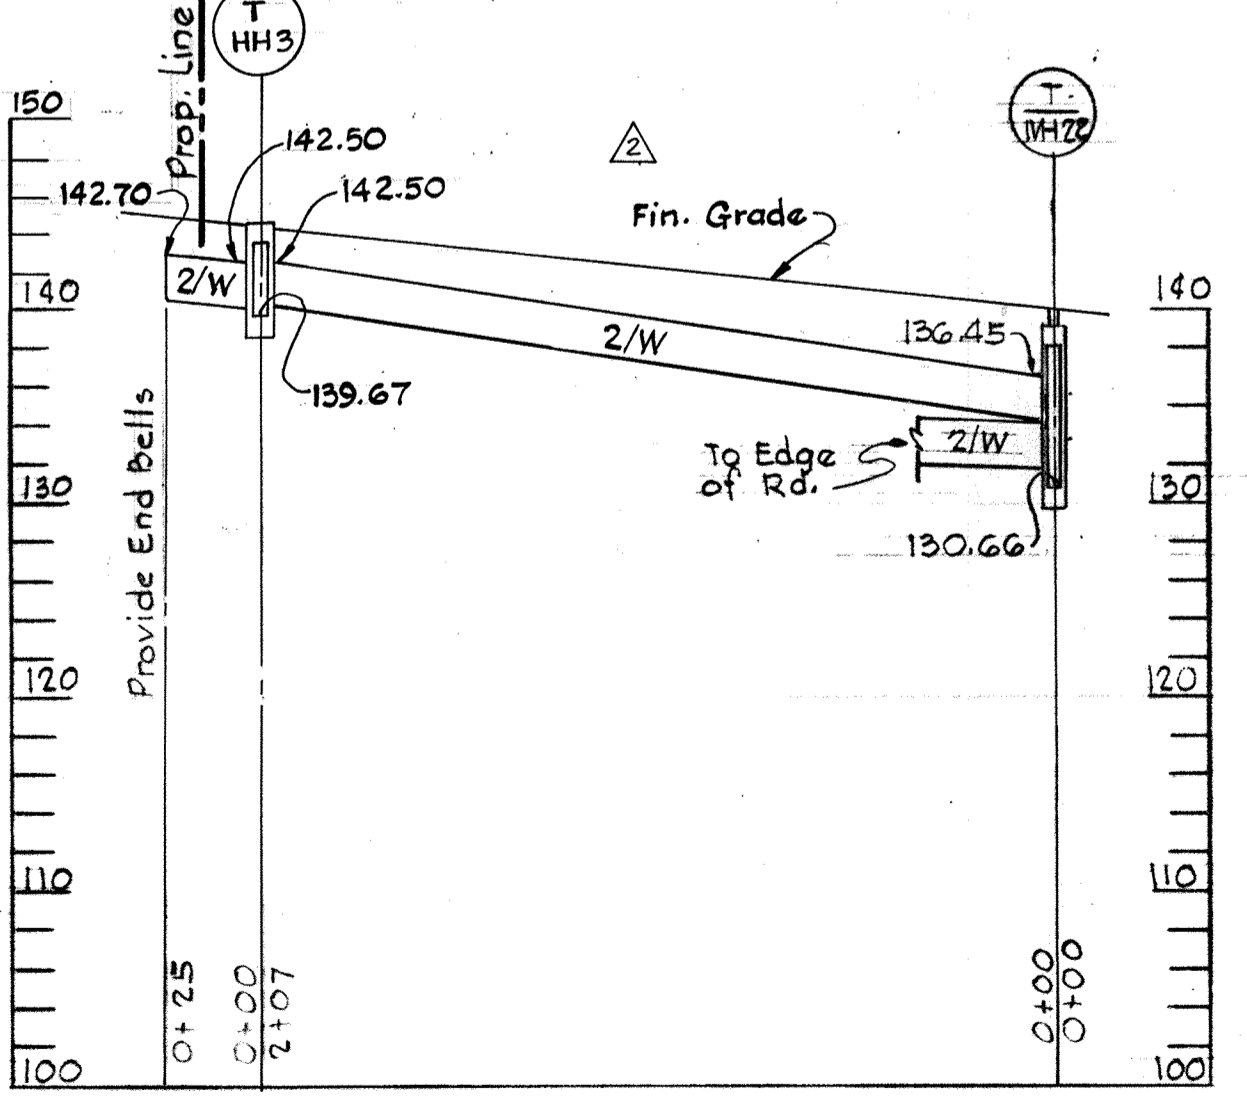 T
HH3
Prop. Line
T
MH22
150
142.50
2
142.70
142.50
Fin. Grade
2/W
140
140
136.45
2/W
139.67
To Edge
of Rd.
2/W
130
130
130.66
Provide End Bells
120
120
110
110
0+25
0+00
2+07
0+00
0+00
100
100